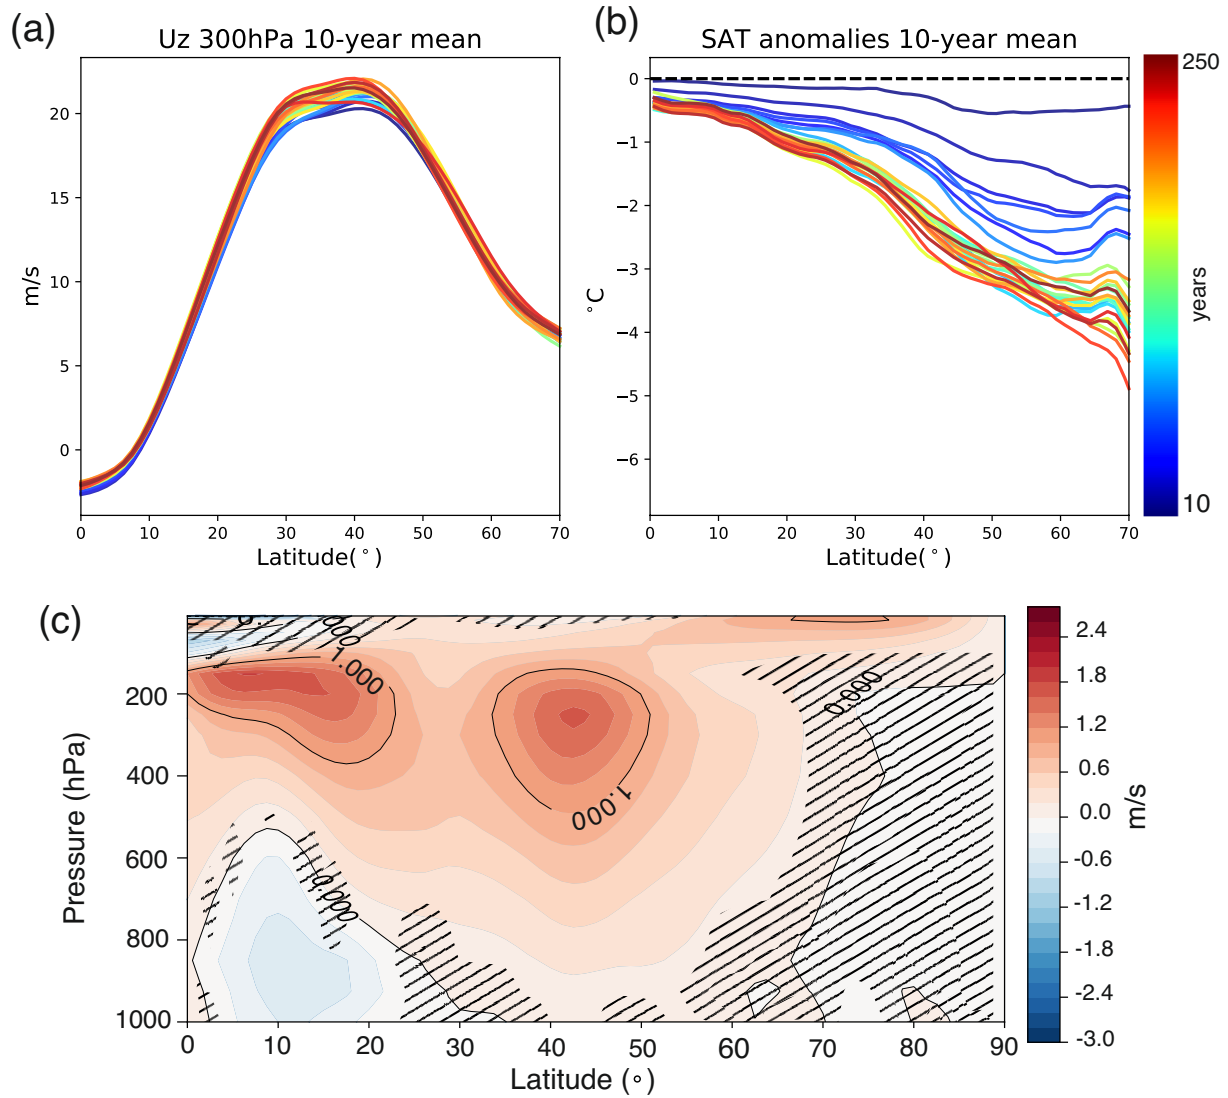 (a)
Uz 300hPa 10-year mean
20
15
10
5
0
m/s
0 10 20 30 40 50 60 70
Latitude(°)
(b)
SAT anomalies 10-year mean
0
−1
−2
−3
−4
−5
−6
°C
0 10 20 30 40 50 60 70
Latitude(°)
250
10
years
(c)
200
400
600
800
1000
Pressure (hPa)
1.000
1.000
0.000
0.000
0 10 20 30 40 50 60 70 80 90
Latitude (°)
2.4
1.8
1.2
0.6
0.0
-0.6
-1.2
-1.8
-2.4
-3.0
m/s